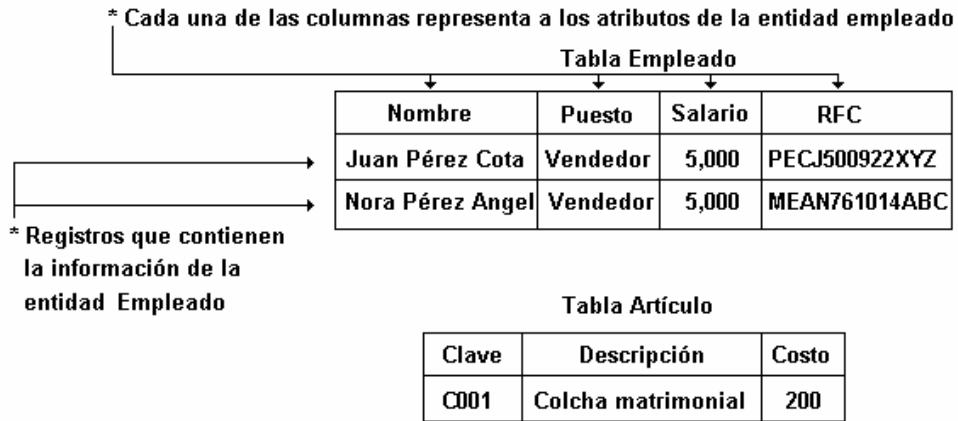 * Cada una de las columnas representa a los atributos de la entidad empleado
Tabla Empleado
Nombre Puesto Salario RFC
Juan Pérez Cota Vendedor 5,000 PECJ500922XYZ
Nora Pérez Angel Vendedor 5,000 MEAN761014ABC
* Registros que contienen
la información de la
entidad Empleado
Tabla Artículo
Clave Descripción Costo
C001 Colcha matrimonial 200